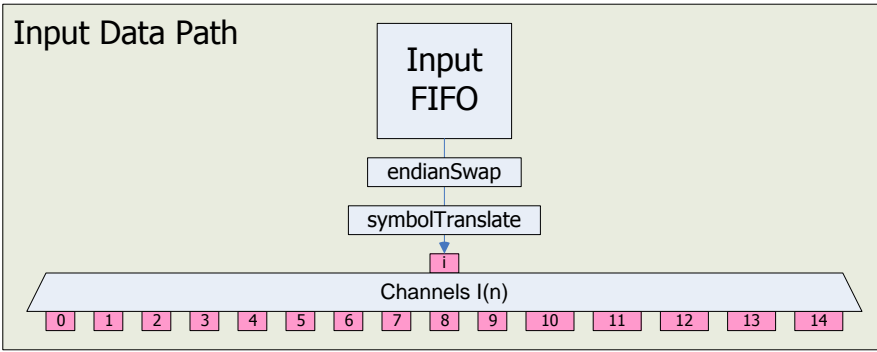 Input Data Path
Input
FIFO
endianSwap
symbolTranslate
i
Channels I(n)
0 1 2 3 4 5 6 7 8 9 10 11 12 13 14